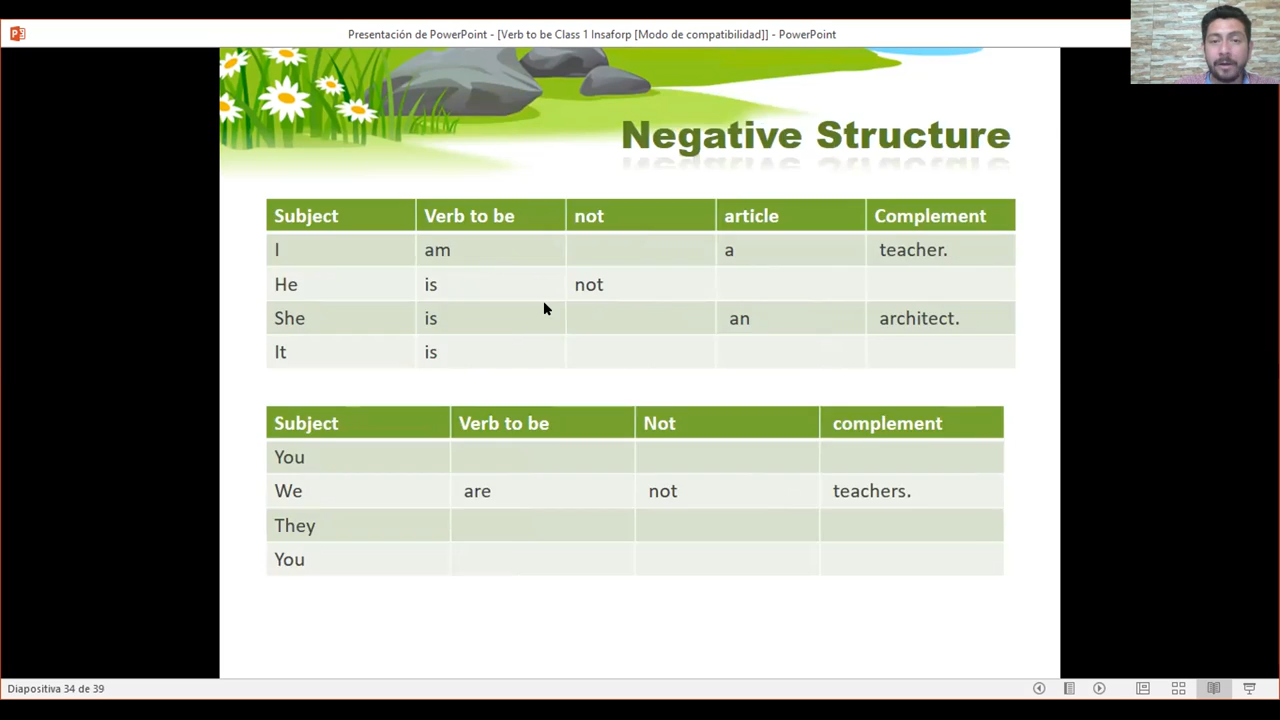 Presentación de PowerPoint - [Verb to be Class 1 Insaforp [Modo de compatibilidad]] - PowerPoint
Negative Structure
Subject Verb to be not article Complement
I am a teacher.
He is not
She is an architect.
It is
Subject Verb to be Not complement
You
We are not teachers.
They
You
Diapositiva 34 de 39